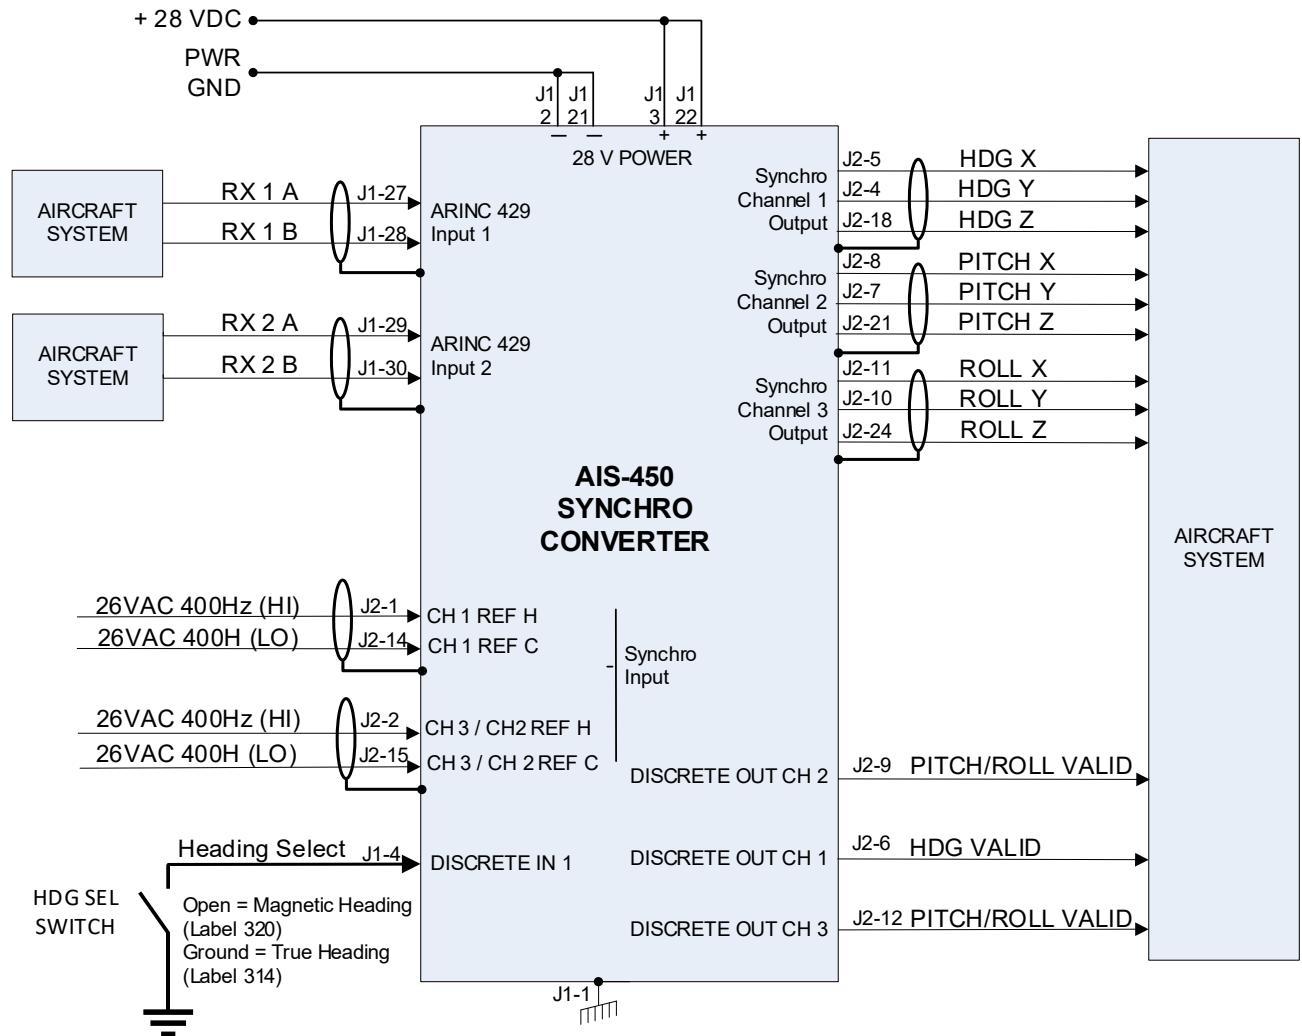 + 28 VDC
PWR
GND
J1
2
J1
21
J1
3
J1
22
— — + +
28 V POWER
AIRCRAFT
SYSTEM
RX 1 A
J1-27
RX 1 B
J1-28
ARINC 429
Input 1
AIRCRAFT
SYSTEM
RX 2 A
J1-29
RX 2 B
J1-30
ARINC 429
Input 2
Synchro
Channel 1
Output
J2-5
HDG X
J2-4
HDG Y
J2-18
HDG Z
Synchro
Channel 2
Output
J2-8
PITCH X
J2-7
PITCH Y
J2-21
PITCH Z
Synchro
Channel 3
Output
J2-11
ROLL X
J2-10
ROLL Y
J2-24
ROLL Z
AIS-450
SYNCHRO
CONVERTER
AIRCRAFT
SYSTEM
26VAC 400Hz (HI)
J2-1
CH 1 REF H
26VAC 400H (LO)
J2-14
CH 1 REF C
Synchro
Input
26VAC 400Hz (HI)
J2-2
CH 3 / CH2 REF H
26VAC 400H (LO)
J2-15
CH 3 / CH 2 REF C
DISCRETE OUT CH 2
J2-9
PITCH/ROLL VALID
Heading Select
J1-4
DISCRETE IN 1
DISCRETE OUT CH 1
J2-6
HDG VALID
HDG SEL
SWITCH
Open = Magnetic Heading
(Label 320)
Ground = True Heading
(Label 314)
DISCRETE OUT CH 3
J2-12
PITCH/ROLL VALID
J1-1